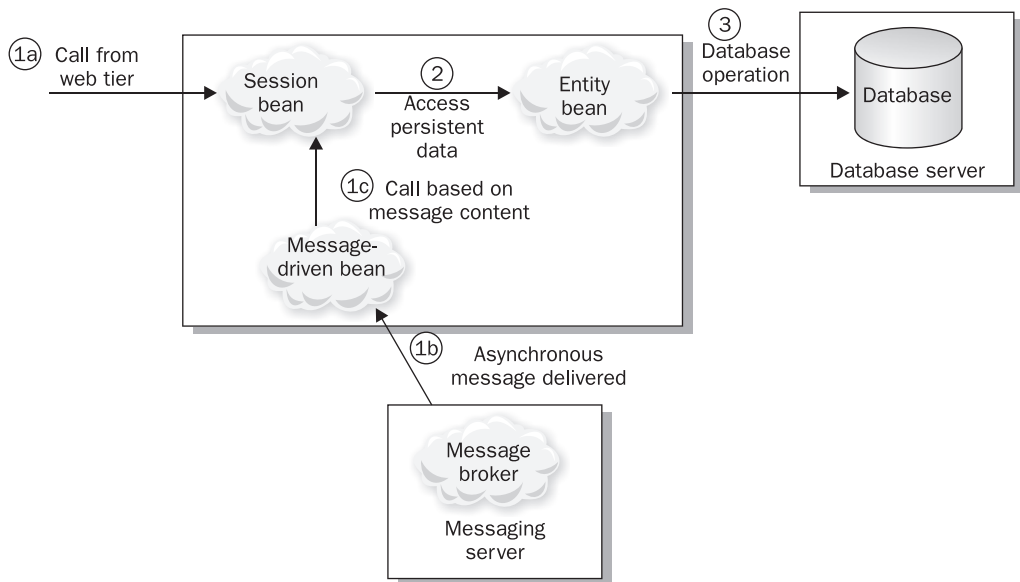 1a
Call from
web tier
Session
bean
2
Access
persistent
data
Entity
bean
3
Database
operation
Database
Database server
1c
Call based on
message content
Message-
driven bean
1b
Asynchronous
message delivered
Message
broker
Messaging
server